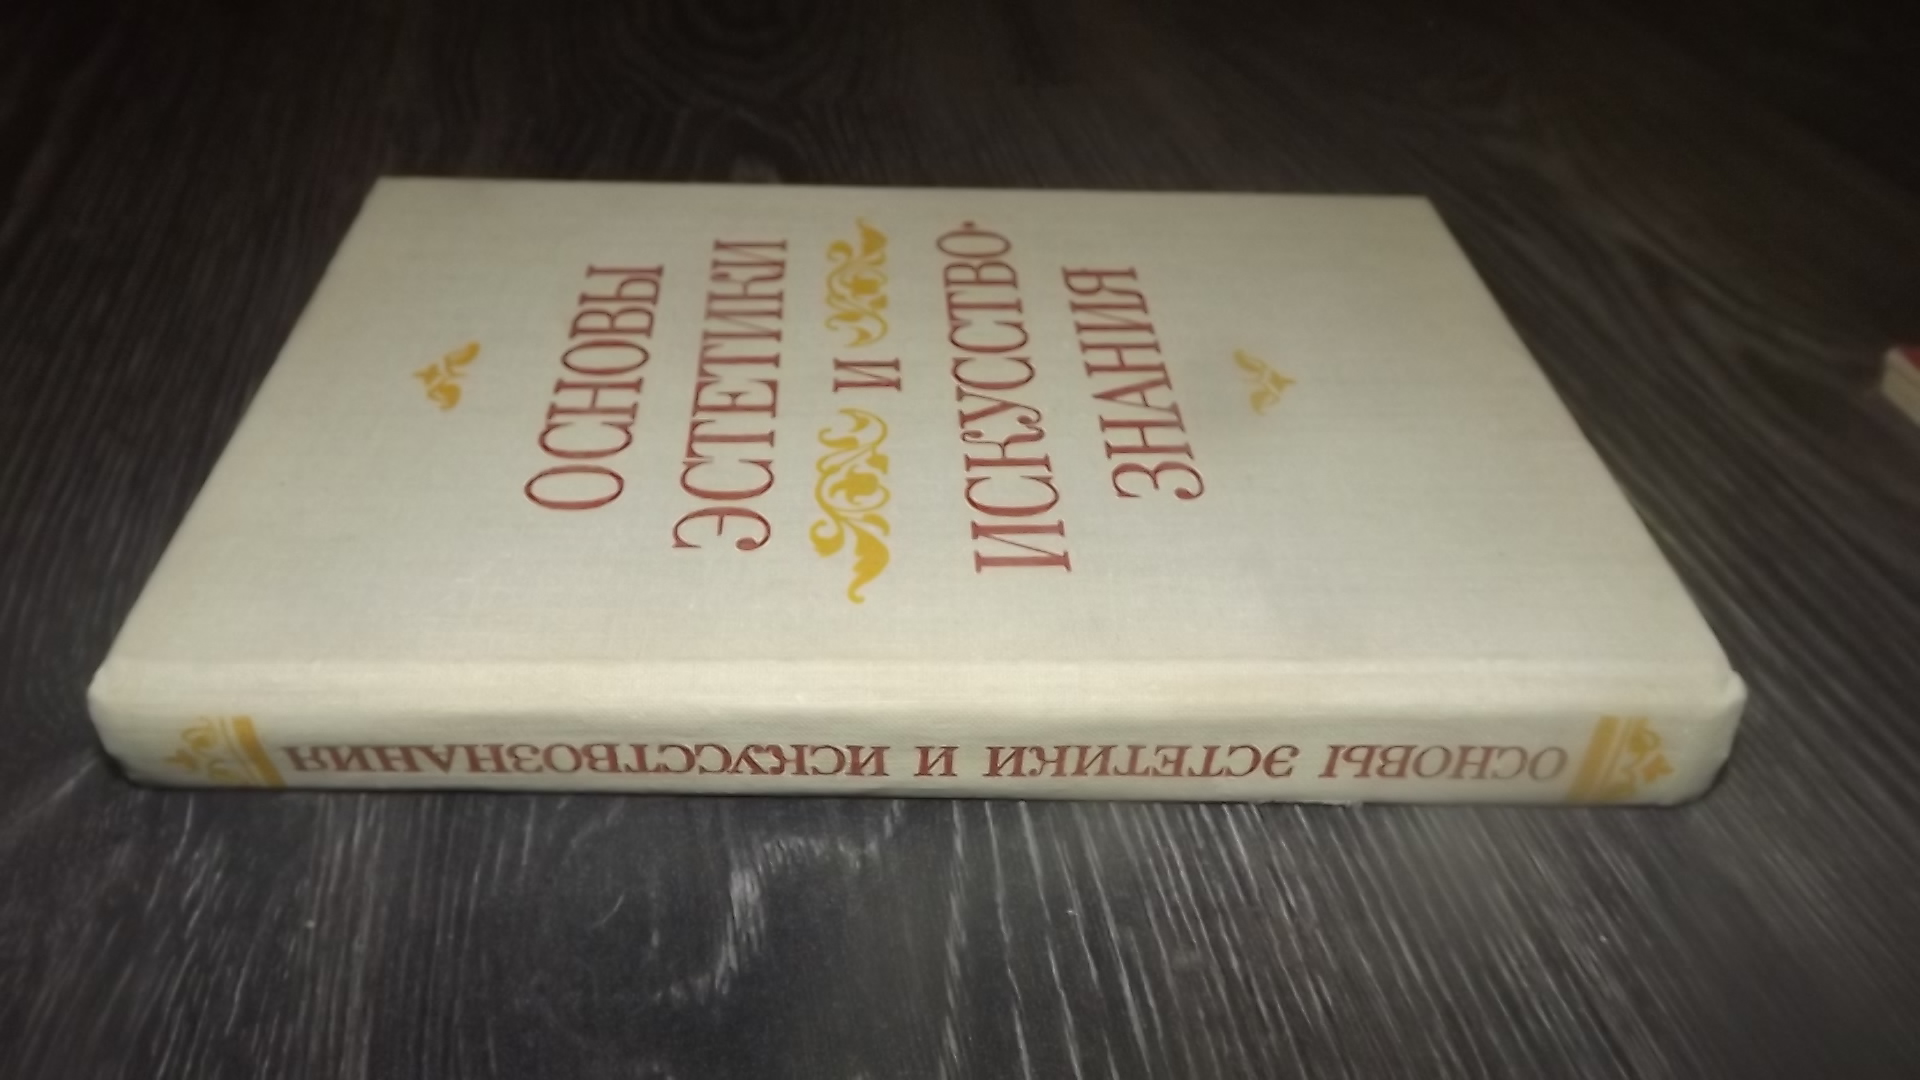 ОСНОВЫ
ЭСТЕТИКИ
И
ИСКУССТВО-
ЗНАНИЯ
ОСНОВЫ ЭСТЕТИКИ И ИСКУССТВОЗНАНИЯ